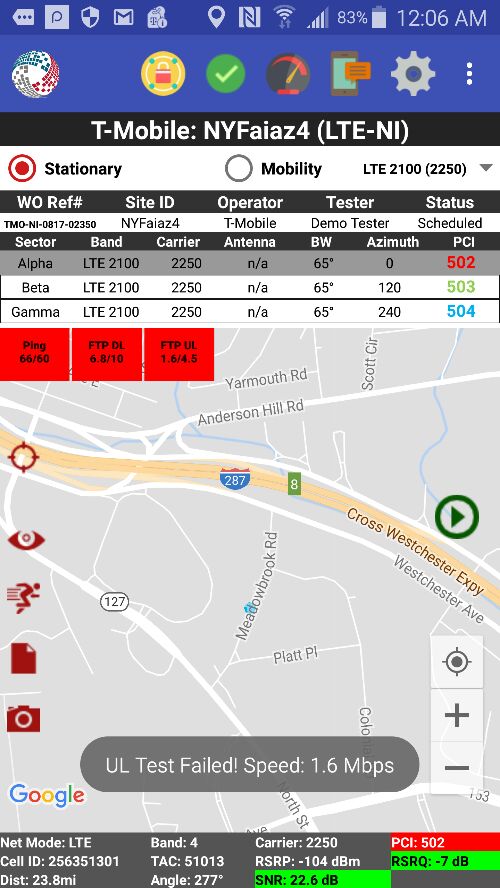 83% 12:06 AM
T-Mobile: NYFaiaz4 (LTE-NI)
Stationary Mobility LTE 2100 (2250)
WO Ref# Site ID Operator Tester Status
TMO-NI-0817-02350 NYFaiaz4 T-Mobile Demo Tester Scheduled
Sector Band Carrier Antenna BW Azimuth PCI
Alpha LTE 2100 2250 n/a 65° 0 502
Beta LTE 2100 2250 n/a 65° 120 503
Gamma LTE 2100 2250 n/a 65° 240 504
Ping FTP DL FTP UL
66/60 6.8/10 1.6/4.5
Scott Cir
Yarmouth Rd
Anderson Hill Rd
287
8
Cross Westchester Expy
Westchester Ave
Meadowbrook Rd
127
Platt Pl
Colonia
UL Test Failed! Speed: 1.6 Mbps
Google
North St
Ave
153
Net Mode: LTE Band: 4 Carrier: 2250 PCI: 502
Cell ID: 256351301 TAC: 51013 RSRP: -104 dBm RSRQ: -7 dB
Dist: 23.8mi Angle: 277° SNR: 22.6 dB